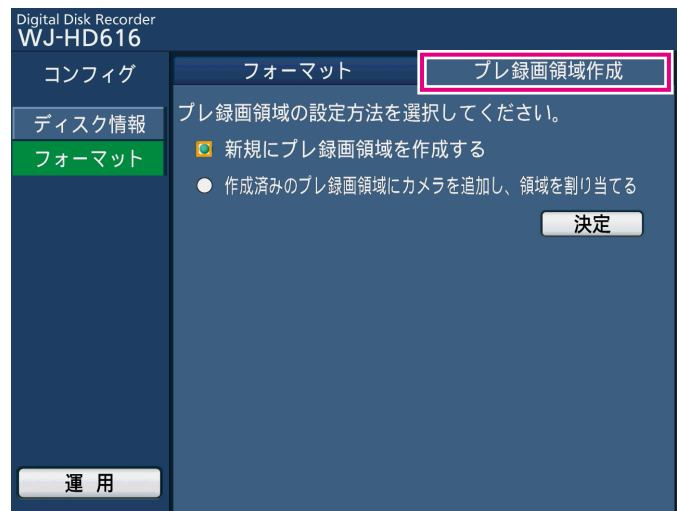 Digital Disk Recorder
WJ-HD616
コンフィグ
ディスク情報
フォーマット
フォーマット
プレ録画領域作成
プレ録画領域の設定方法を選択してください。
新規にプレ録画領域を作成する
作成済みのプレ録画領域にカメラを追加し、領域を割り当てる
決定
運 用